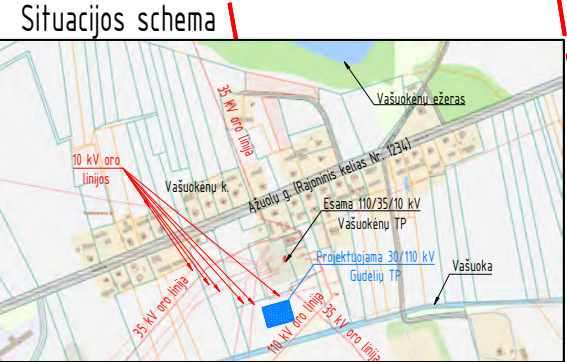 Situacijos schema
35 kV oro linija
Vašuokėnų ežeras
10 kV oro
linijos
Vašuokėnų k.
Ąžuolų g. (Rajoninis kelias Nr. 1234)
Esama 110/35/10 kV
Vašuokėnų TP
Projektuojama 30/110 kV
Gudelių TP
Vašuoka
35 kV oro linija
110 kV oro linija
35 kV oro linija